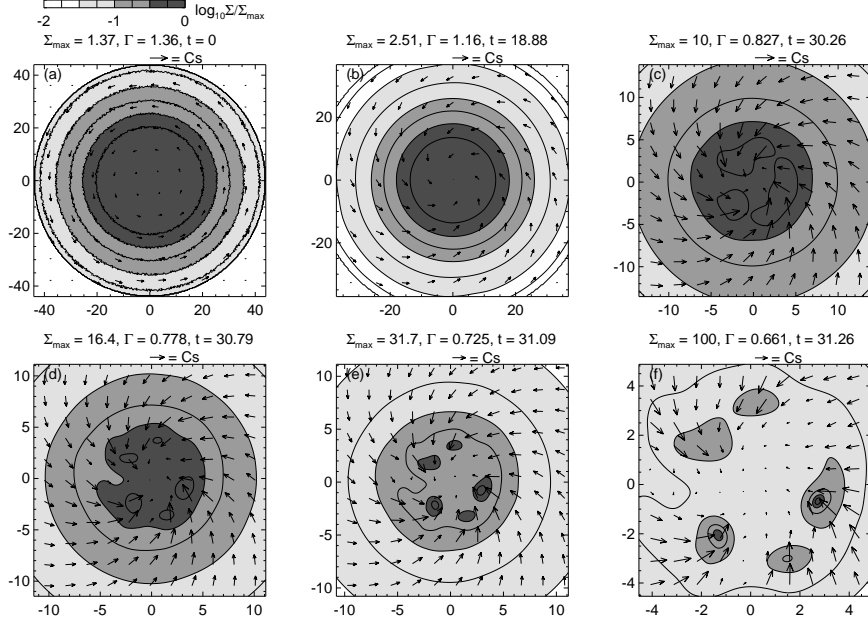 log₁₀Σ/Σmax
-2 -1 0
Σmax = 1.37, Γ = 1.36, t = 0
Σmax = 2.51, Γ = 1.16, t = 18.88
Σmax = 10, Γ = 0.827, t = 30.26
= Cs
= Cs
= Cs
(a)
(b)
(c)
40
20
0
-20
-40
20
0
-20
10
5
0
-5
-10
-40 -20 0 20 40
-20 0 20
-10 -5 0 5 10
Σmax = 16.4, Γ = 0.778, t = 30.79
Σmax = 31.7, Γ = 0.725, t = 31.09
Σmax = 100, Γ = 0.661, t = 31.26
= Cs
= Cs
= Cs
(d)
(e)
(f)
10
5
0
-5
-10
10
5
0
-5
-10
4
2
0
-2
-4
-10 -5 0 5 10
-10 -5 0 5 10
-4 -2 0 2 4